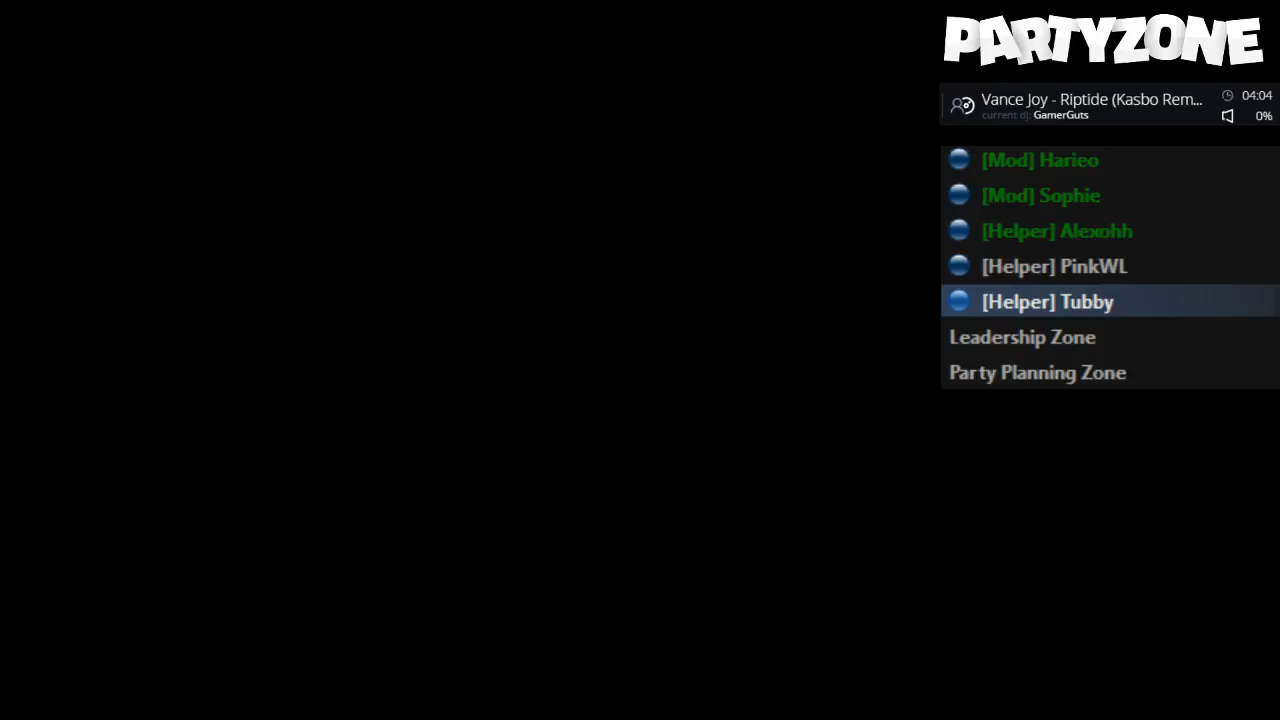 PARTYZONE
Vance Joy - Riptide (Kasbo Rem...
04:04
current dj: GamerGuts
0%
[Mod] Harieo
[Mod] Sophie
[Helper] Alexohh
[Helper] PinkWL
[Helper] Tubby
Leadership Zone
Party Planning Zone